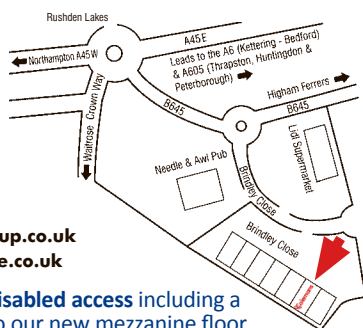 Rushden Lakes
A45 E
Northampton A45 W
Leads to the A6 (Kettering - Bedford)
& A605 (Thrapston, Huntingdon &
Peterborough)
Higham Ferrers
B645
B645
Waitrose
Crown Way
Needle & Awl Pub
Lidl Supermarket
Brindley Close
Brindley Close
up.co.uk
e.co.uk
isabled access including a
o our new mezzanine floor